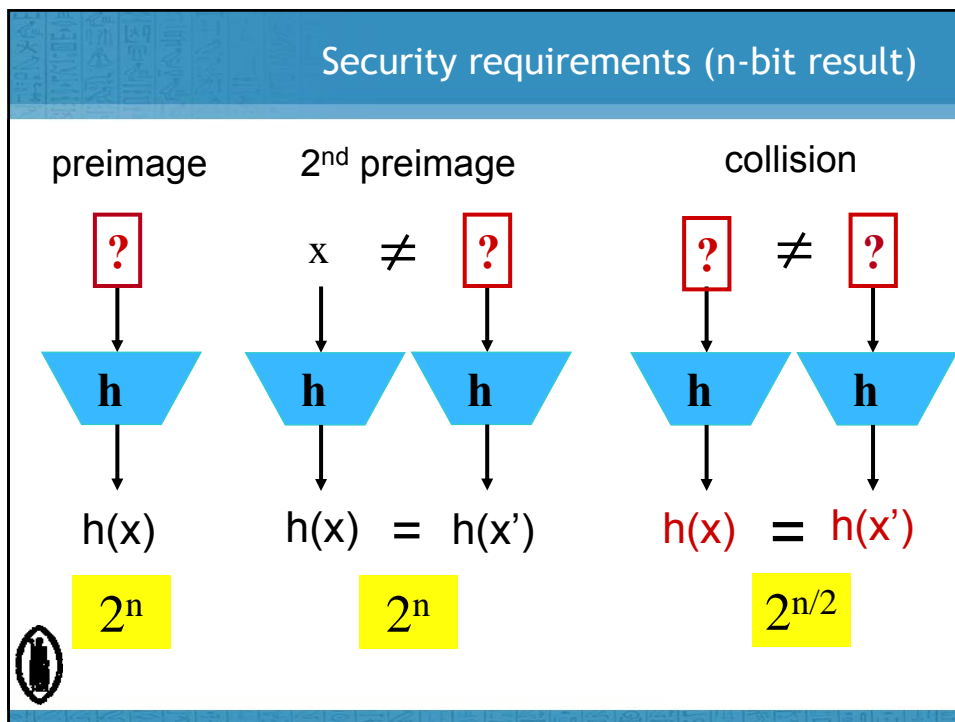 Security requirements (n-bit result)
preimage 2nd preimage collision
? x ≠ ? ? ≠ ?
h h h h h
h(x) h(x) = h(x’) h(x) = h(x’)
2ⁿ 2ⁿ 2ⁿ/²